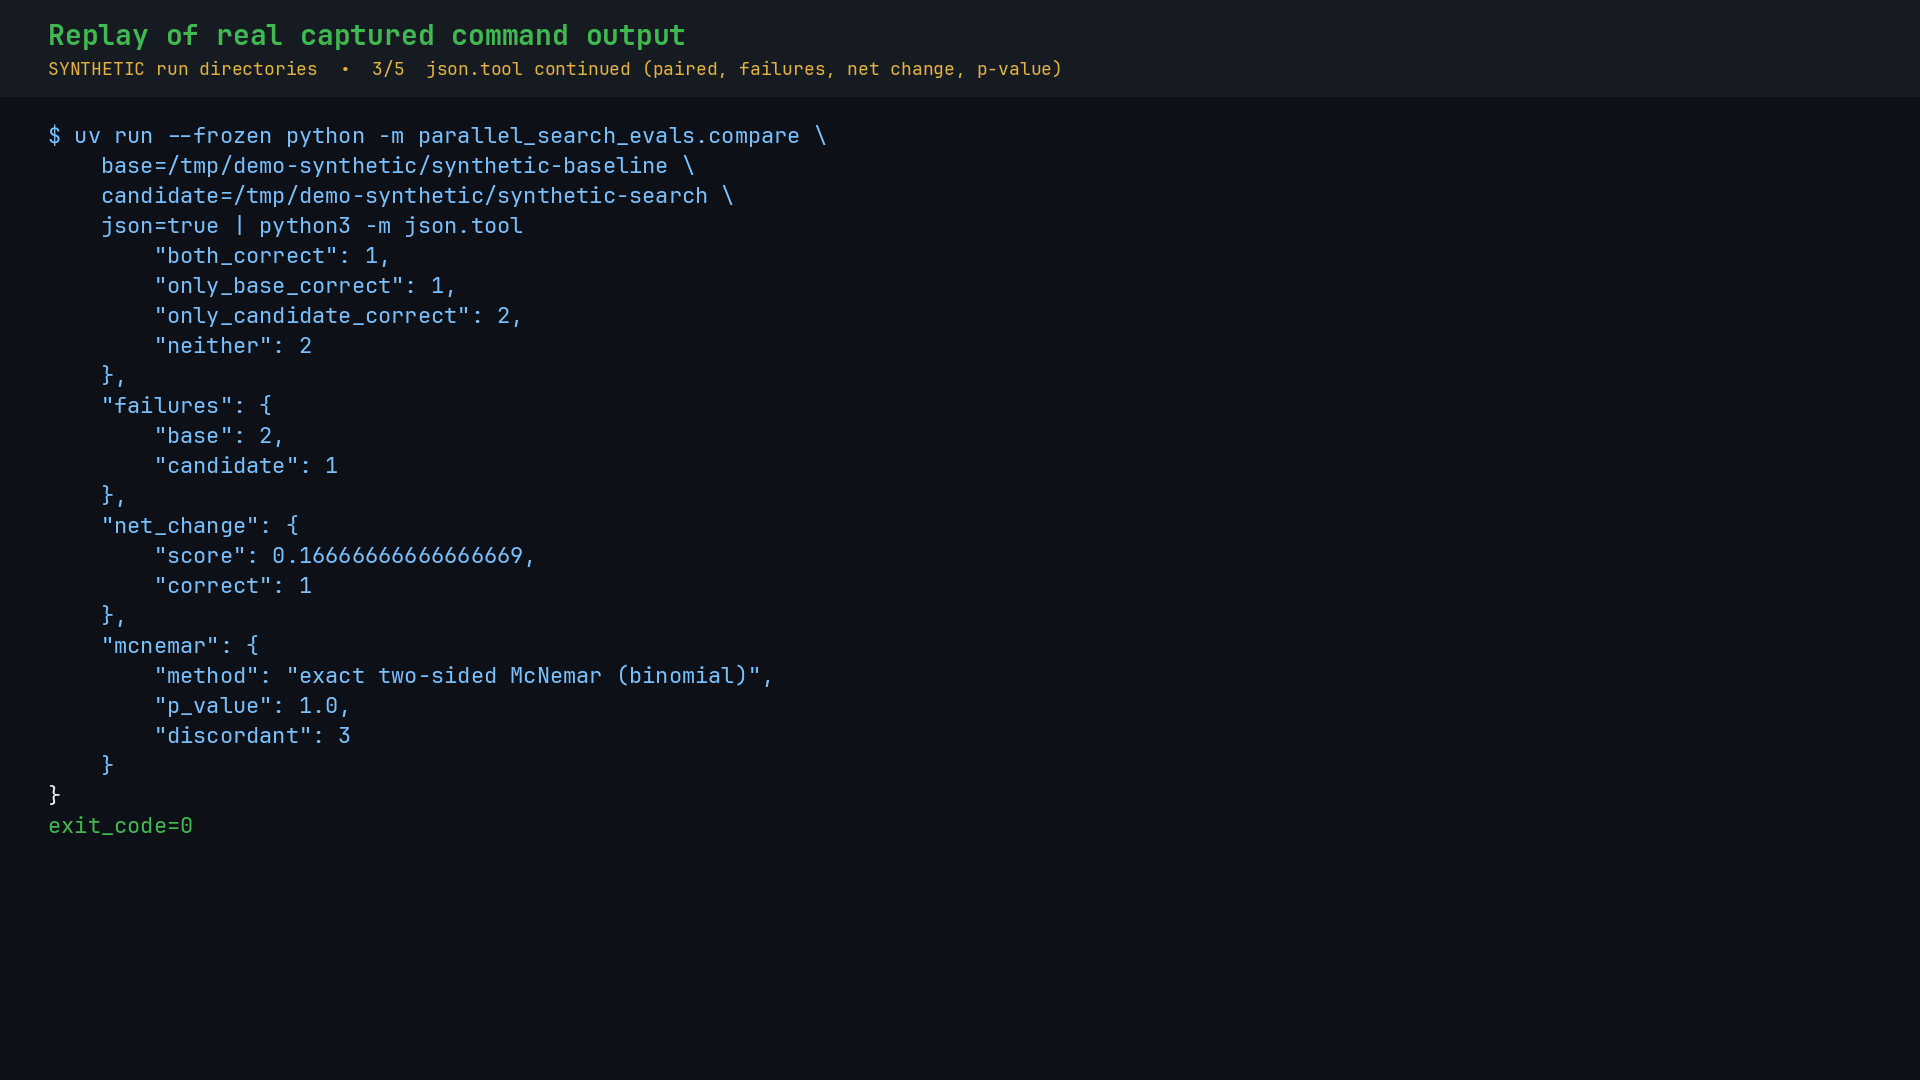 Replay of real captured command output
SYNTHETIC run directories • 3/5 json.tool continued (paired, failures, net change, p-value)
$ uv run --frozen python -m parallel_search_evals.compare \
    base=/tmp/demo-synthetic/synthetic-baseline \
    candidate=/tmp/demo-synthetic/synthetic-search \
    json=true | python3 -m json.tool
        "both_correct": 1,
        "only_base_correct": 1,
        "only_candidate_correct": 2,
        "neither": 2
    },
    "failures": {
        "base": 2,
        "candidate": 1
    },
    "net_change": {
        "score": 0.16666666666666669,
        "correct": 1
    },
    "mcnemar": {
        "method": "exact two-sided McNemar (binomial)",
        "p_value": 1.0,
        "discordant": 3
    }
}
exit_code=0